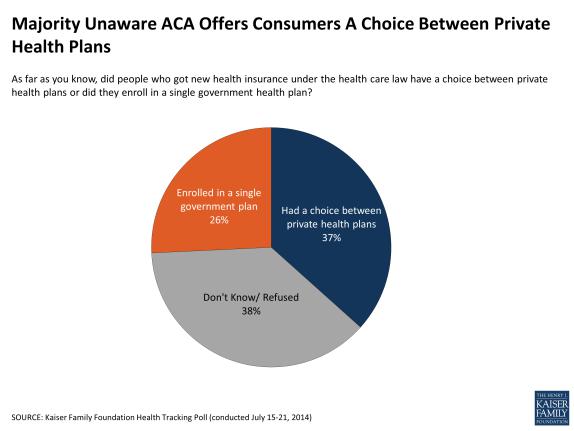 Majority Unaware ACA Offers Consumers A Choice Between Private
Health Plans
As far as you know, did people who got new health insurance under the health care law have a choice between private
health plans or did they enroll in a single government health plan?
Enrolled in a single
government plan
26%
Had a choice between
private health plans
37%
Don't Know/ Refused
38%
SOURCE: Kaiser Family Foundation Health Tracking Poll (conducted July 15-21, 2014)
THE HENRY J.
KAISER
FAMILY
FOUNDATION